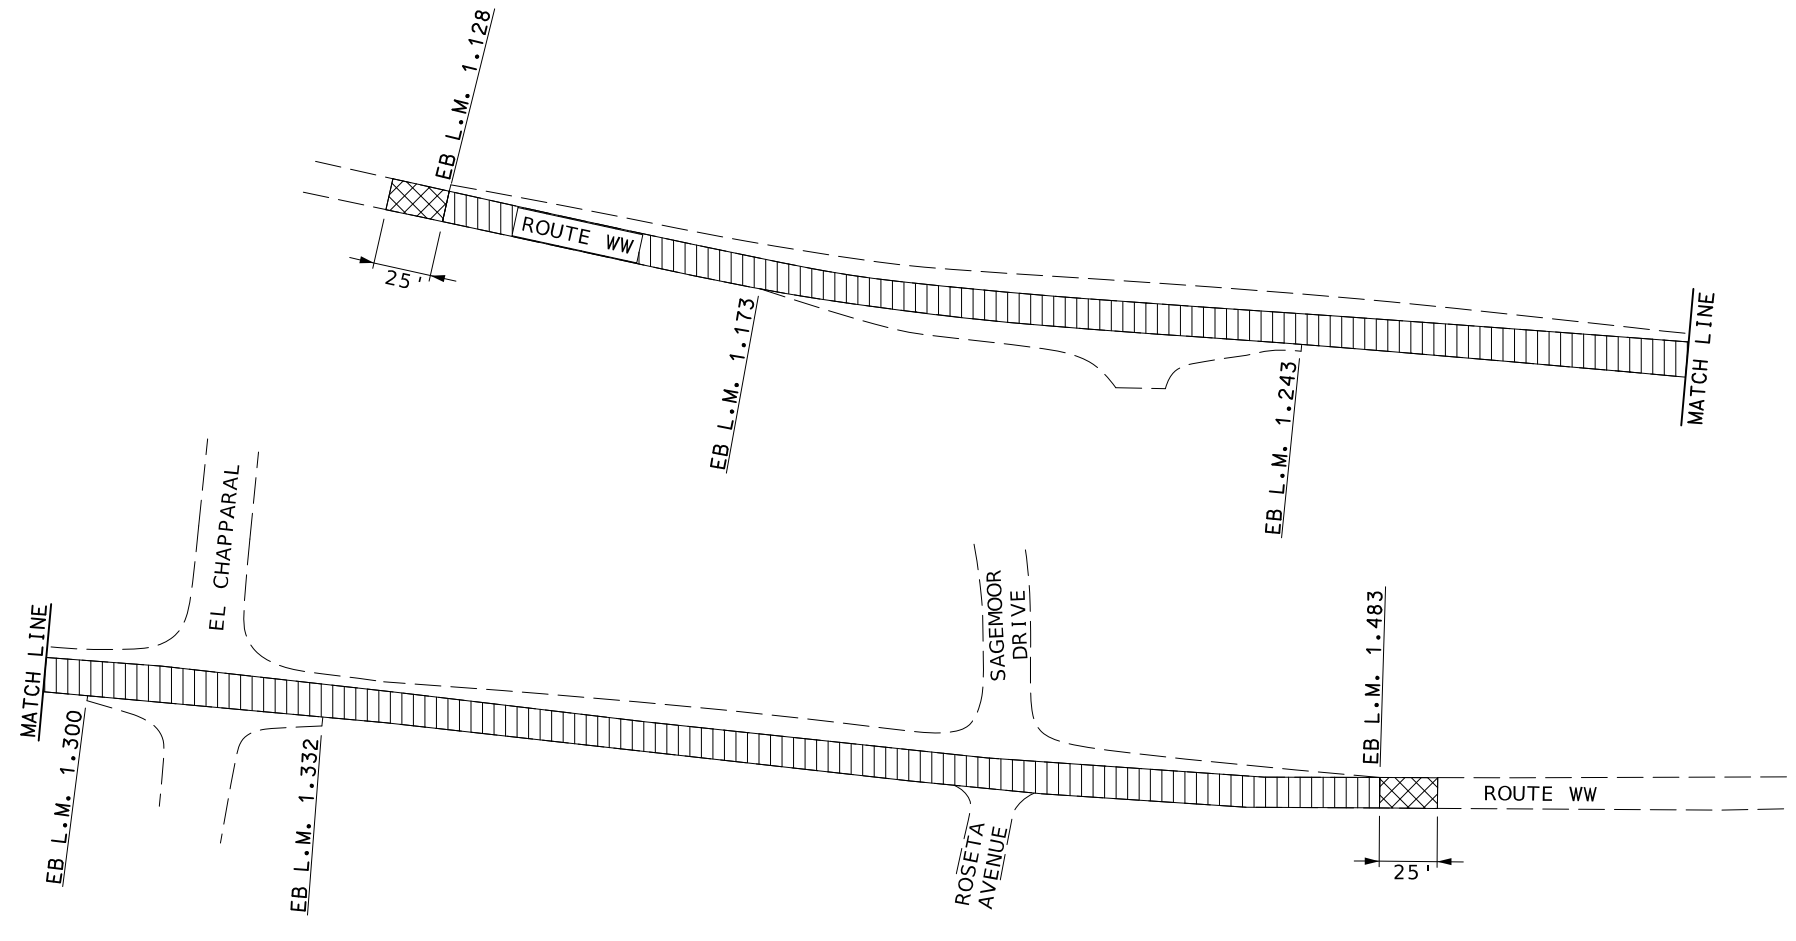 EB L.M. 1.128
ROUTE WW
25'
EB L.M. 1.173
EB L.M. 1.243
MATCH LINE
MATCH LINE
EL CHAPPARAL
EB L.M. 1.300
EB L.M. 1.332
SAGEMOOR
DRIVE
ROSETA
AVENUE
EB L.M. 1.483
ROUTE WW
25'